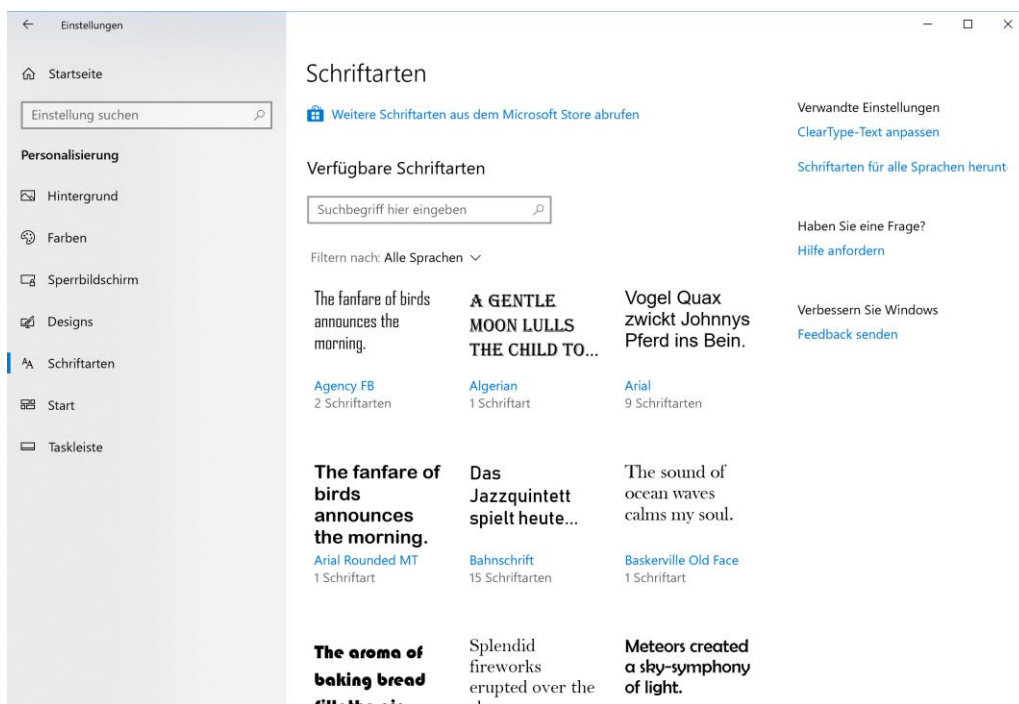 Einstellungen
Startseite
Einstellung suchen
Personalisierung
Hintergrund
Farben
Sperrbildschirm
Designs
Schriftarten
Start
Taskleiste
Schriftarten
Weitere Schriftarten aus dem Microsoft Store abrufen
Verfügbare Schriftarten
Suchbegriff hier eingeben
Filtern nach: Alle Sprachen
The fanfare of birds
announces the
morning.
Agency FB
2 Schriftarten
A GENTLE
MOON LULLS
THE CHILD TO...
Algerian
1 Schriftart
Vogel Quax
zwickt Johnnys
Pferd ins Bein.
Arial
9 Schriftarten
The fanfare of
birds
announces
the morning.
Arial Rounded MT
1 Schriftart
Das
Jazzquintett
spielt heute...
Bahnschrift
15 Schriftarten
The sound of
ocean waves
calms my soul.
Baskerville Old Face
1 Schriftart
The aroma of
baking bread
Splendid
fireworks
erupted over the
Meteors created
a sky-symphony
of light.
Verwandte Einstellungen
ClearType-Text anpassen
Schriftarten für alle Sprachen herunt
Haben Sie eine Frage?
Hilfe anfordern
Verbessern Sie Windows
Feedback senden